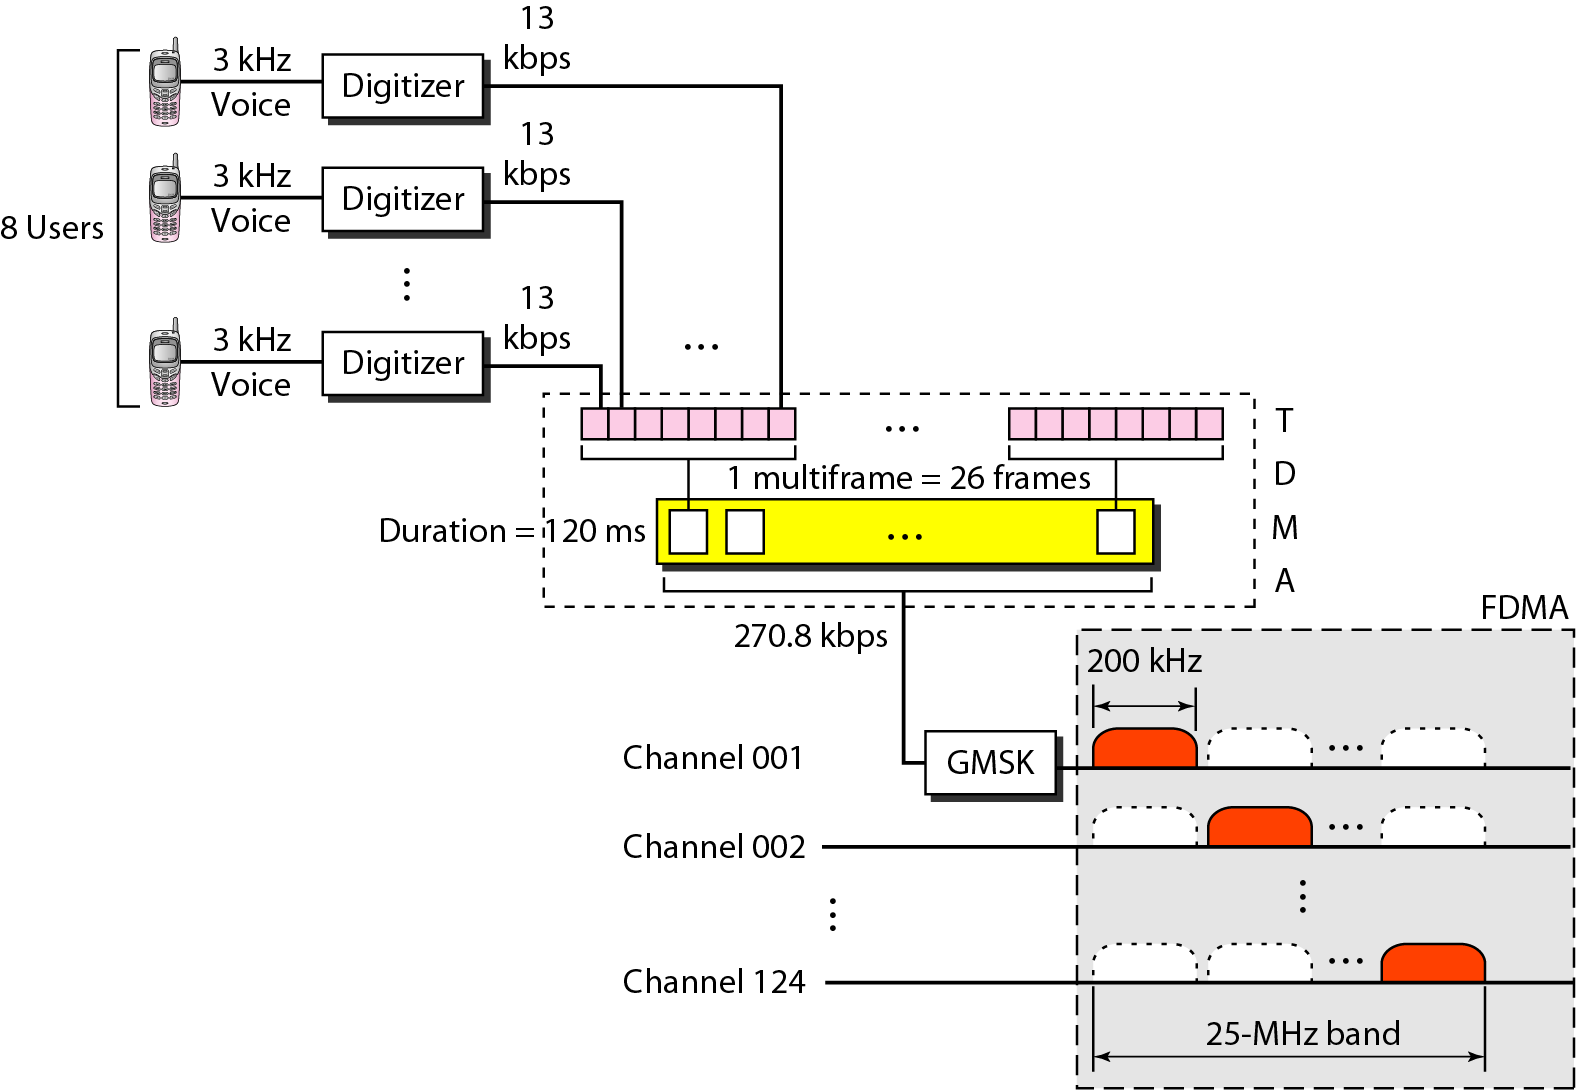 8 Users
3 kHz
Voice
Digitizer
13
kbps
3 kHz
Voice
Digitizer
13
kbps
3 kHz
Voice
Digitizer
13
kbps
T
D
M
A
1 multiframe = 26 frames
Duration = 120 ms
270.8 kbps
FDMA
200 kHz
Channel 001
GMSK
Channel 002
Channel 124
25-MHz band